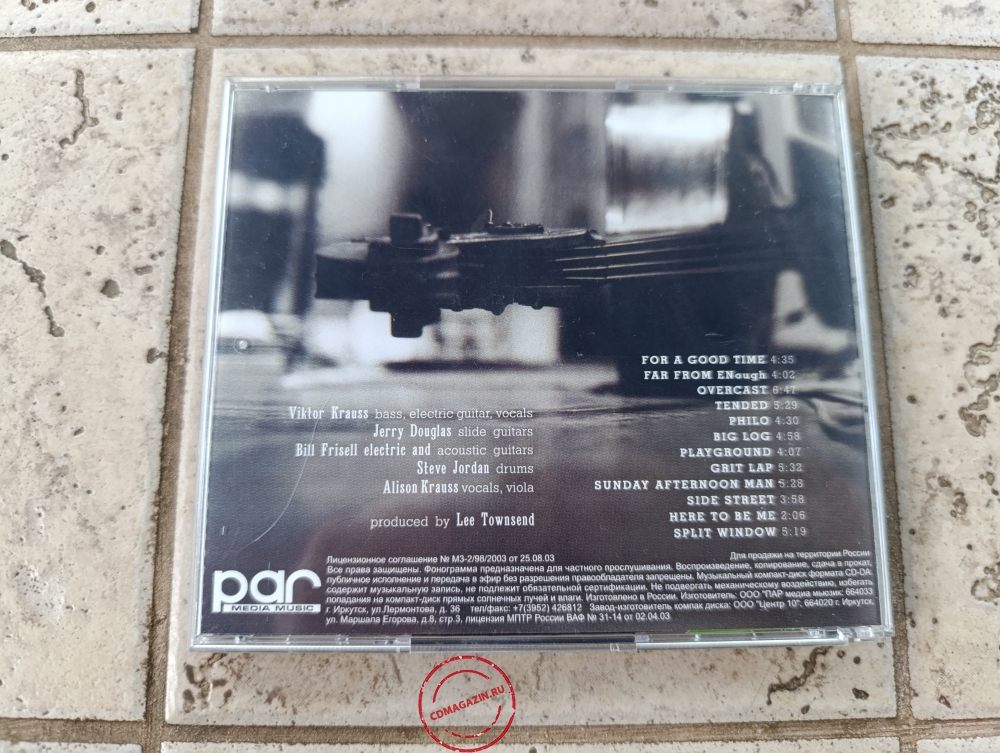 FOR A GOOD TIME 4:35
FAR FROM ENough 4:02
OVERCAST 6:47
TENDED 5:29
PHILO 4:30
BIG LOG 4:58
PLAYGROUND 4:07
GRIT LAP 5:32
SUNDAY AFTERNOON MAN 5:28
SIDE STREET 3:58
HERE TO BE ME 2:06
SPLIT WINDOW 5:19
Viktor Krauss bass, electric guitar, vocals
Jerry Douglas slide guitars
Bill Frisell electric and acoustic guitars
Steve Jordan drums
Alison Krauss vocals, viola
produced by Lee Townsend
par
MEDIA MUSIC
Лицензионное соглашение № МЗ-2/98/2003 от 25.08.03 Для продажи на территории России
Все права защищены. Фонограмма предназначена для частного прослушивания. Воспроизведение, копирование, сдача в прокат,
публичное исполнение и передача в эфир без разрешения правообладателя запрещены. Музыкальный компакт-диск формата CD-DA
содержит музыкальную запись, не подлежит обязательной сертификации. Не подвергать механическому воздействию, избегать
попадания на компакт-диск прямых солнечных лучей и влаги. Изготовлено в России. Изготовитель: ООО "ПАР медиа мьюзик: 664033
г. Иркутск, ул.Лермонтова, д. 36 тел/факс: +7(3952) 426812 Завод-изготовитель компак диска: ООО "Центр 10", 664020 г. Иркутск,
ул. Маршала Егорова, д.8, стр.3, лицензия МПТР России ВАФ № 31-14 от 02.04.03
CDMAGAZIN.RU